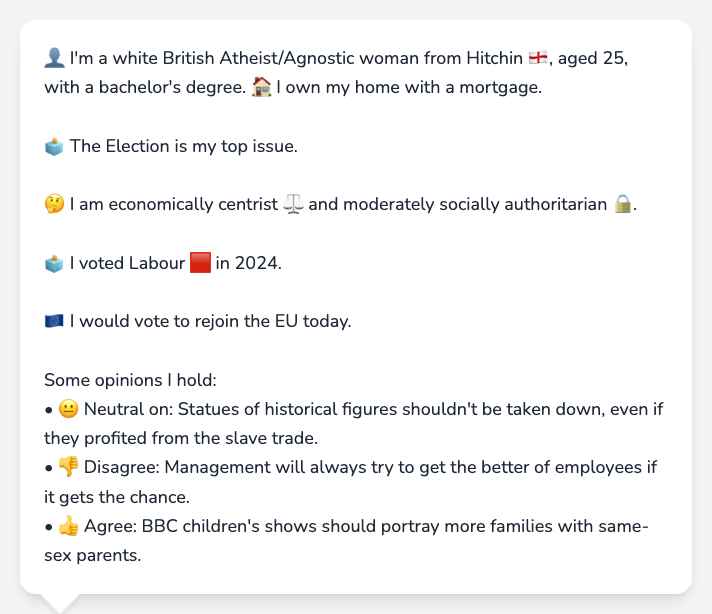 👤 I'm a white British Atheist/Agnostic woman from Hitchin 🏴󠁧󠁢󠁥󠁮󠁧󠁿, aged 25,
with a bachelor's degree. 🏠 I own my home with a mortgage.
🗳️ The Election is my top issue.
🤔 I am economically centrist ⚖️ and moderately socially authoritarian 🔒.
🗳️ I voted Labour 🟥 in 2024.
🇪🇺 I would vote to rejoin the EU today.
Some opinions I hold:
• 😐 Neutral on: Statues of historical figures shouldn't be taken down, even if
they profited from the slave trade.
• 👎 Disagree: Management will always try to get the better of employees if
it gets the chance.
• 👍 Agree: BBC children's shows should portray more families with same-
sex parents.